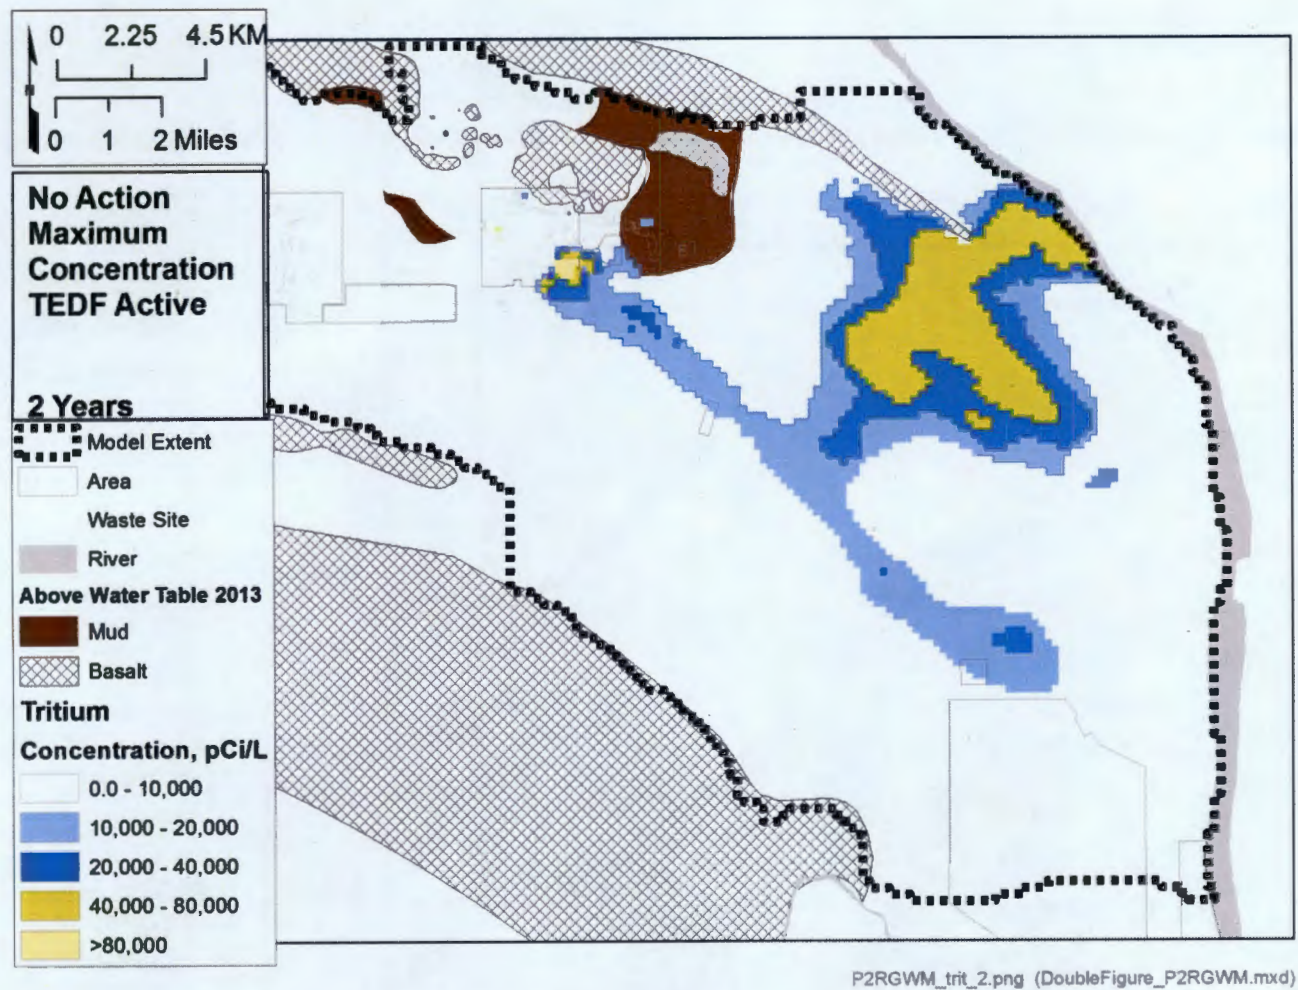 0 2.25 4.5 KM
0 1 2 Miles
No Action
Maximum
Concentration
TEDF Active
2 Years
Model Extent
Area
Waste Site
River
Above Water Table 2013
Mud
Basalt
Tritium
Concentration, pCi/L
0.0 - 10,000
10,000 - 20,000
20,000 - 40,000
40,000 - 80,000
>80,000
P2RGWM_trit_2.png (DoubleFigure_P2RGWM.mxd)